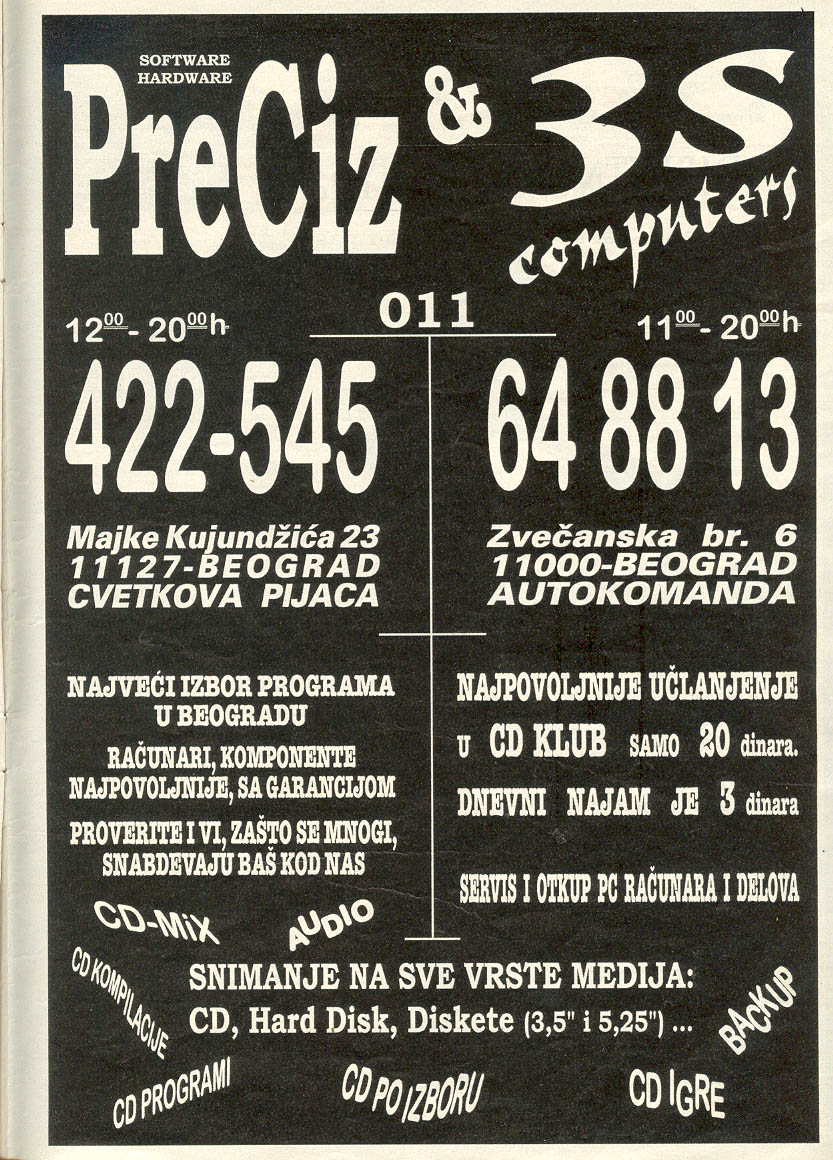 SOFTWARE
HARDWARE
PreCiz & 3S
computers
011
12⁰⁰ - 20⁰⁰h
422-545
Majke Kujundžića 23
11127-BEOGRAD
CVETKOVA PIJACA
11⁰⁰ - 20⁰⁰h
64 88 13
Zvečanska br. 6
11000-BEOGRAD
AUTOKOMANDA
NAJVEĆI IZBOR PROGRAMA
U BEOGRADU
RAČUNARI, KOMPONENTE
NAJPOVOLJNIJE, SA GARANCIJOM
PROVERITE I VI, ZAŠTO SE MNOGI,
SNABDEVAJU BAŠ KOD NAS
NAJPOVOLJNIJE UČLANJENJE
U CD KLUB SAMO 20 dinara.
DNEVNI NAJAM JE 3 dinara
SERVIS I OTKUP PC RAČUNARA I DELOVA
CD-MiX
AUDIO
CD KOMPILACIJE
SNIMANJE NA SVE VRSTE MEDIJA:
CD, Hard Disk, Diskete (3,5" i 5,25") ...
BACKUP
CD PROGRAMI
CD PO IZBORU
CD IGRE